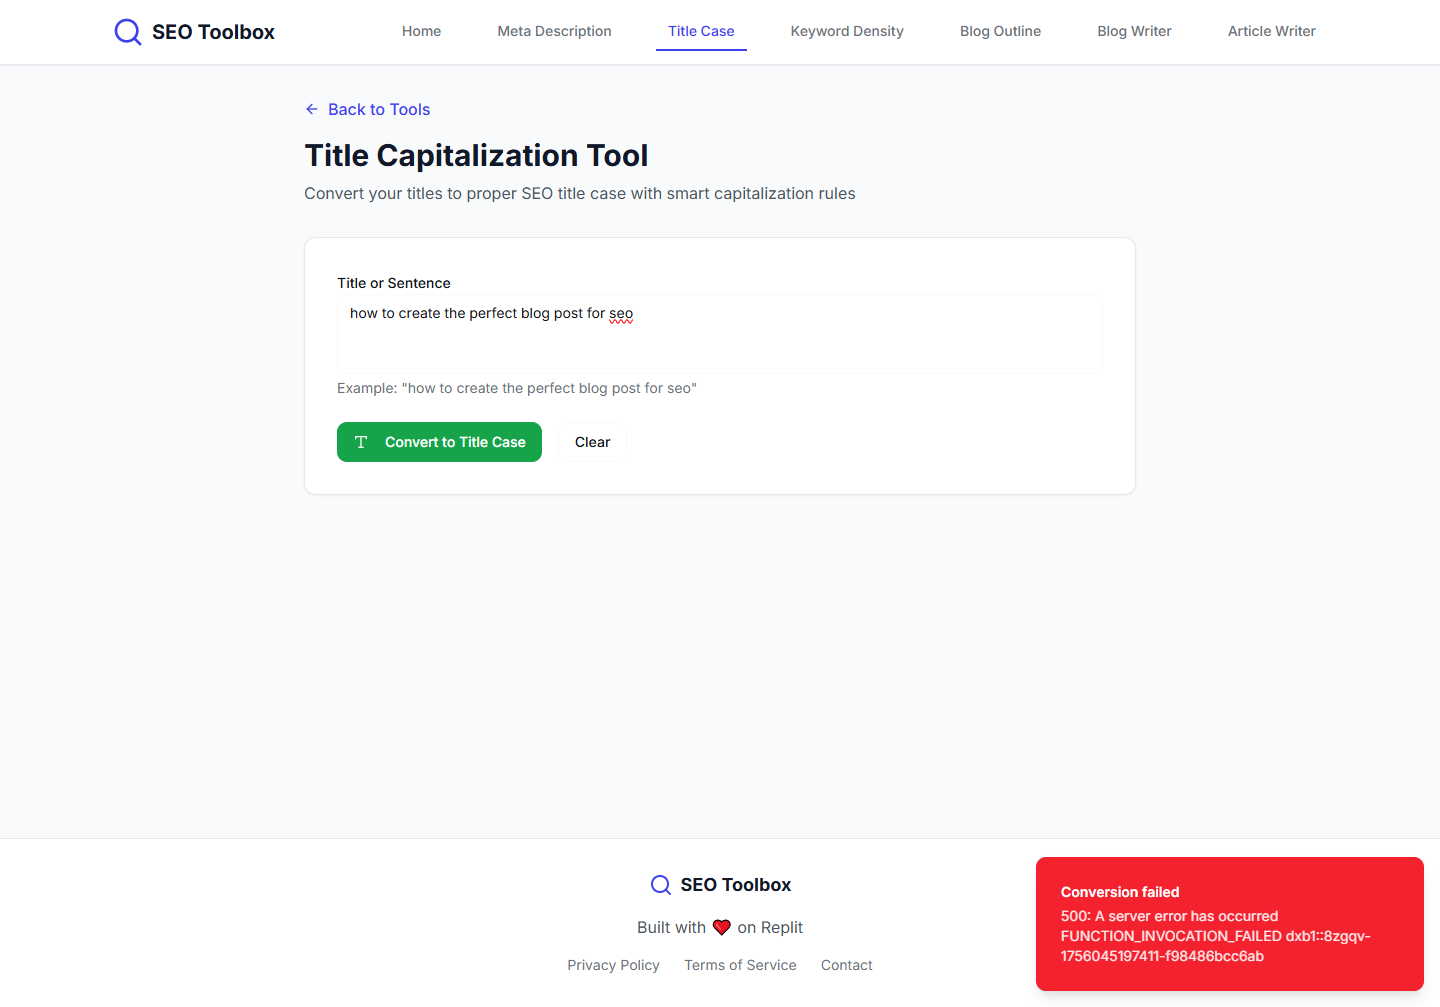 SEO Toolbox
Home
Meta Description
Title Case
Keyword Density
Blog Outline
Blog Writer
Article Writer
Back to Tools
Title Capitalization Tool
Convert your titles to proper SEO title case with smart capitalization rules
Title or Sentence
how to create the perfect blog post for seo
Example: "how to create the perfect blog post for seo"
Convert to Title Case
Clear
SEO Toolbox
Built with ❤️ on Replit
Privacy Policy
Terms of Service
Contact
Conversion failed
500: A server error has occurred
FUNCTION_INVOCATION_FAILED dxb1::8zgqv-
1756045197411-f98486bcc6ab